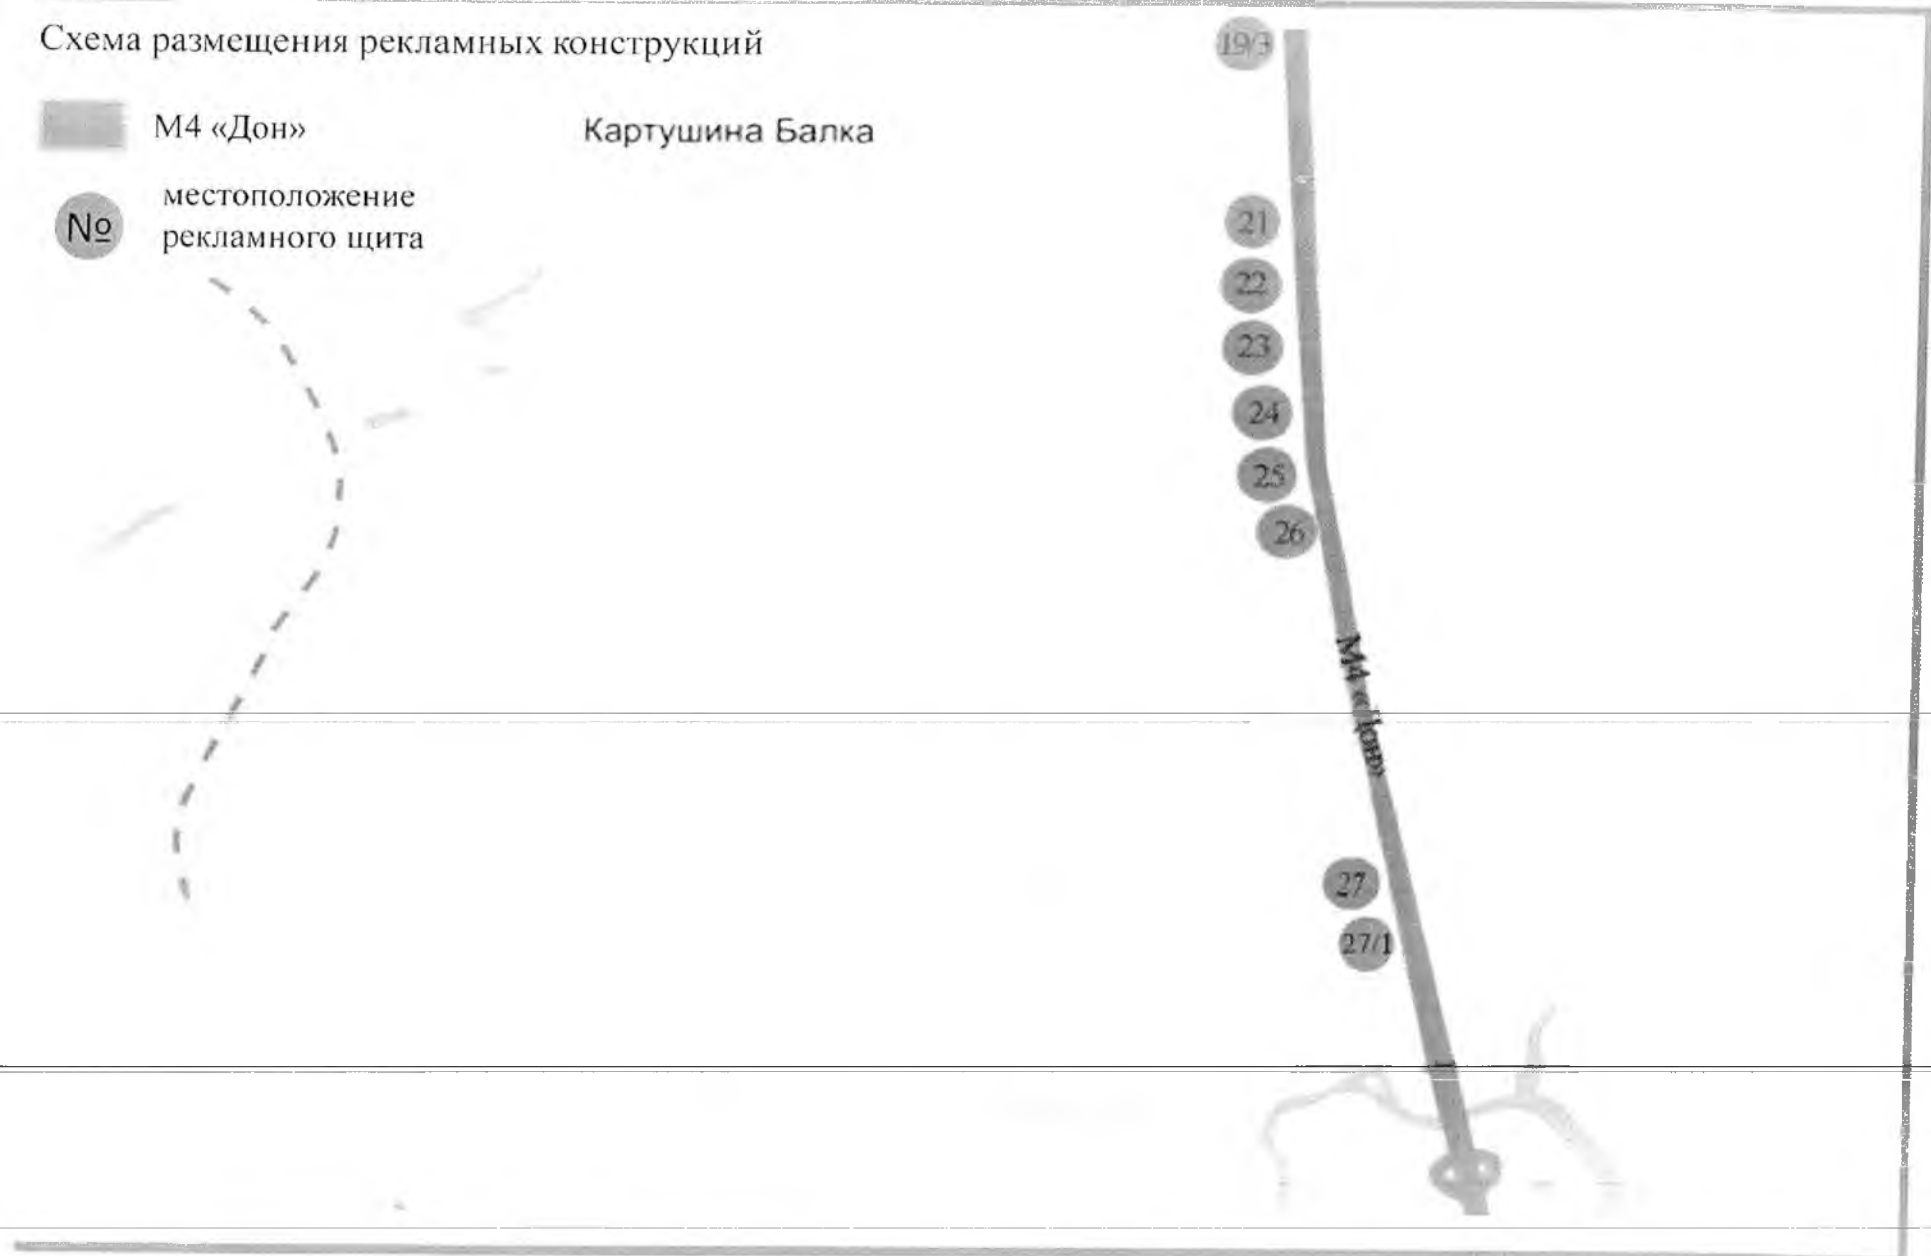 Схема размещения рекламных конструкций
М4 «Дон»
Картушина Балка
№
местоположение
рекламного щита
19/3
21
22
23
24
25
26
М4 «Дон»
27
27/1